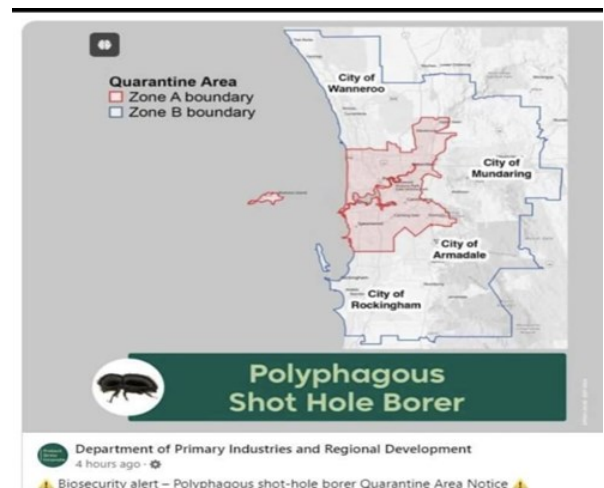 Quarantine Area
Zone A boundary
Zone B boundary
City of
Wanneroo
City of
Mundaring
City of
Armadale
City of
Rockingham
Polyphagous
Shot Hole Borer
Department of Primary Industries and Regional Development
4 hours ago ·
⚠ Biosecurity alert – Polyphagous shot-hole borer Quarantine Area Notice ⚠